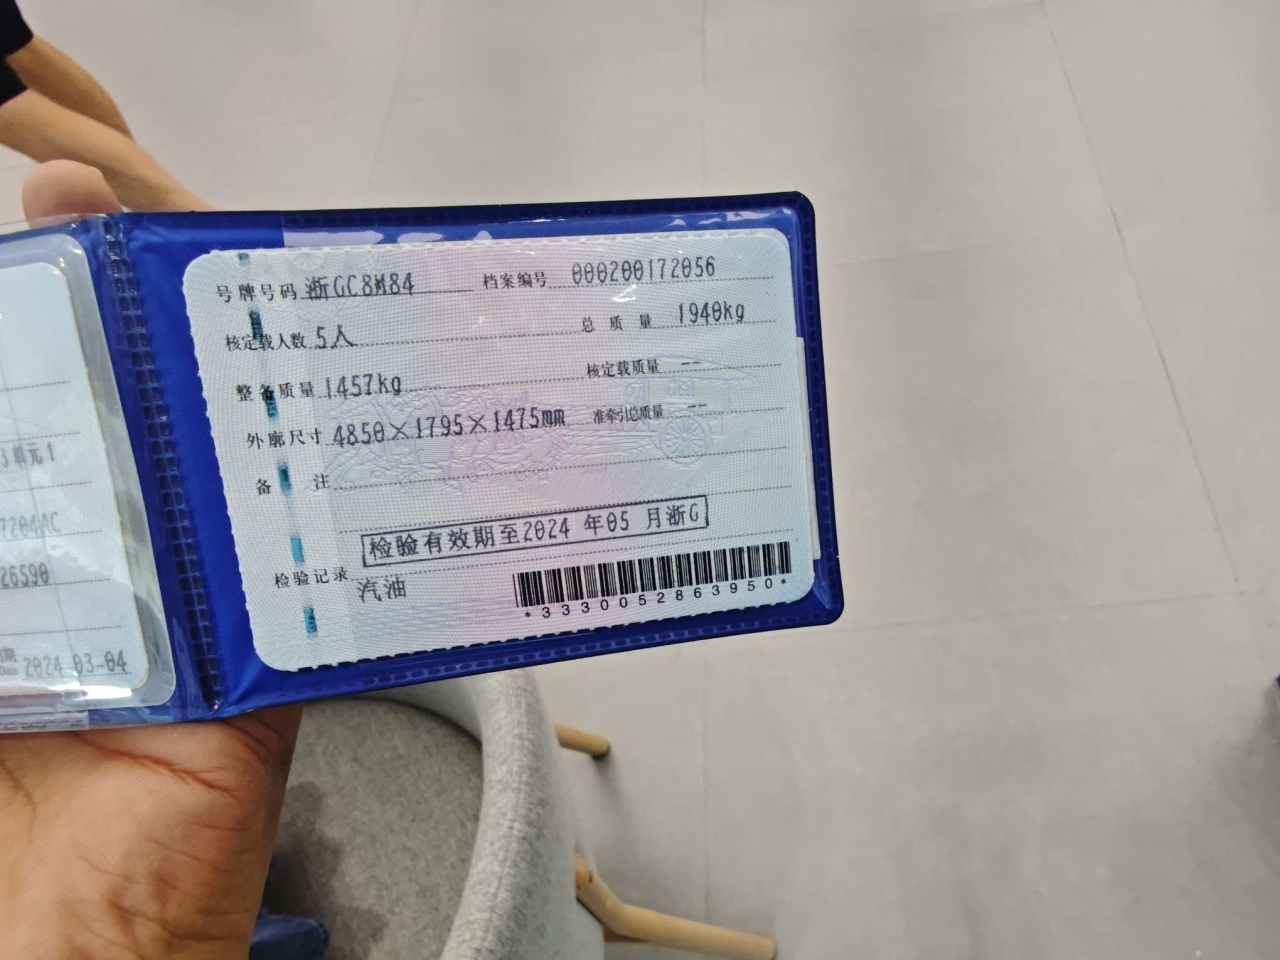 号牌号码 浙GC8M84 档案编号 000200172056
核定载人数 5人 总质量 1940kg
整备质量 1457kg 核定载质量 --
外廓尺寸 4850×1795×1475mm 准牵引总质量 --
备注
检验有效期至2024 年05 月浙G
检验记录
汽油
*3330052863950*
3单元1
7204AC
26590
2024-03-04